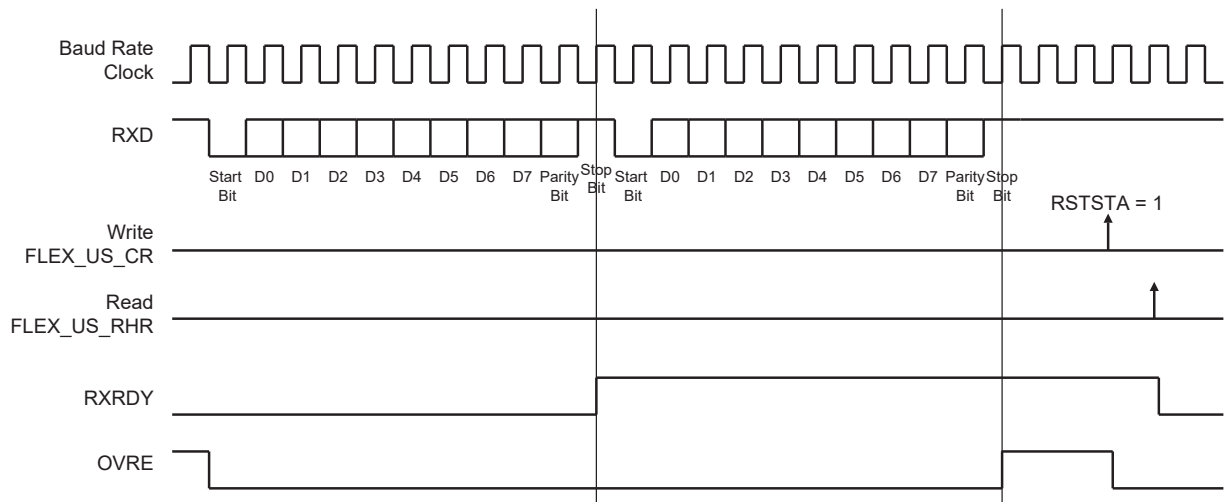 Baud Rate
Clock
RXD
Start
Bit
D0
D1
D2
D3
D4
D5
D6
D7
Parity
Bit
Stop
Bit
Start
Bit
D0
D1
D2
D3
D4
D5
D6
D7
Parity
Bit
Stop
Bit
RSTSTA = 1
Write
FLEX_US_CR
Read
FLEX_US_RHR
RXRDY
OVRE